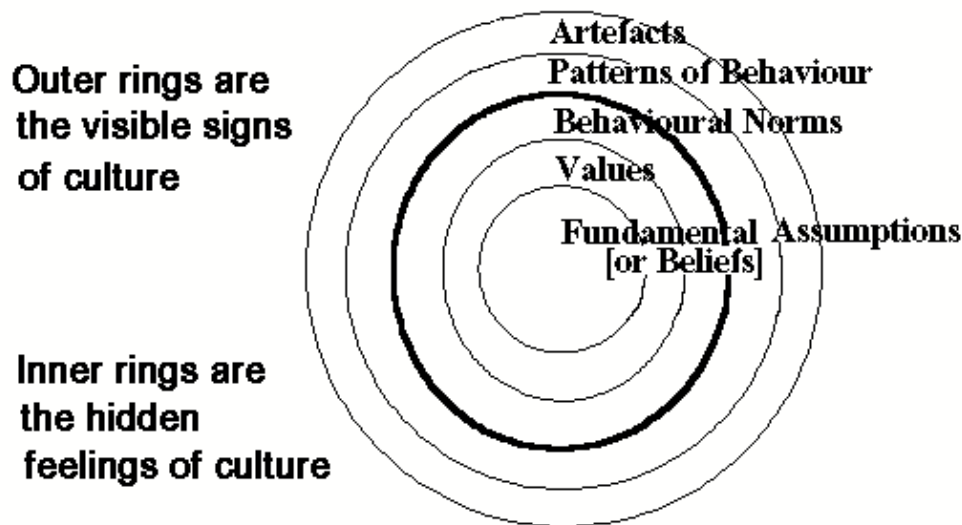 Artefacts
Patterns of Behaviour
Behavioural Norms
Values
Fundamental Assumptions
[or Beliefs]
Outer rings are
the visible signs
of culture
Inner rings are
the hidden
feelings of culture